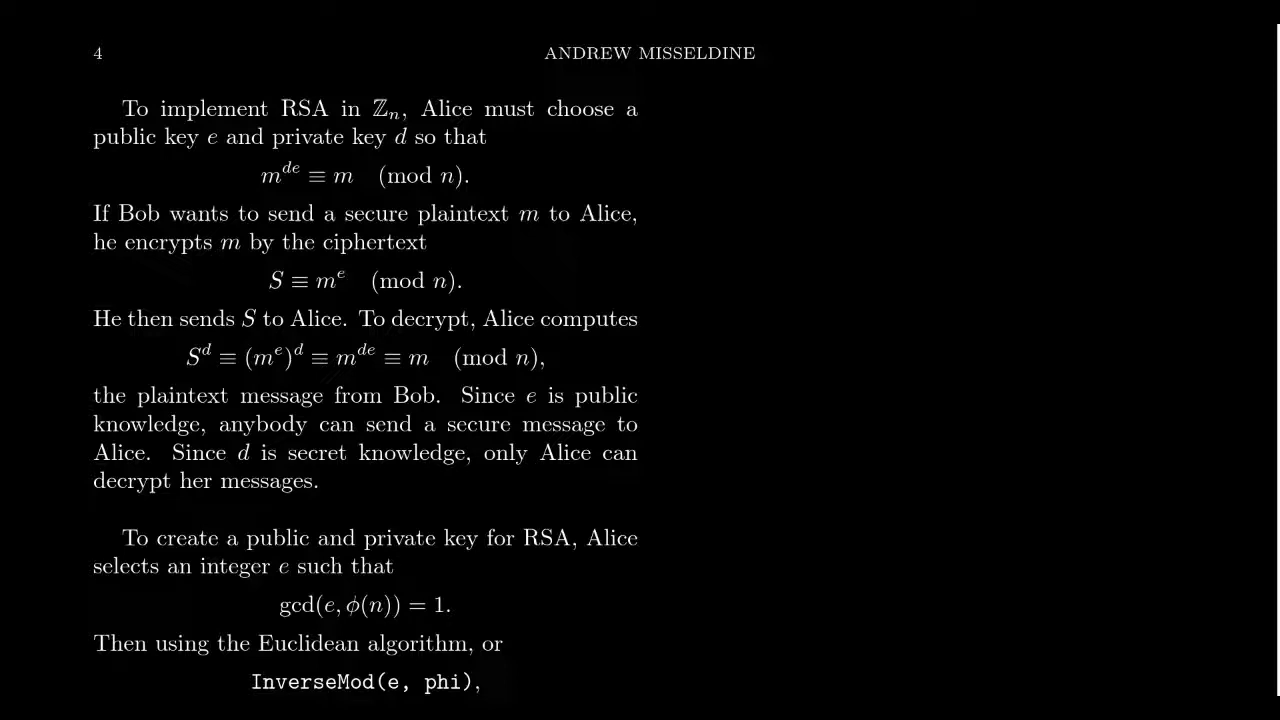 4 ANDREW MISSELDINE
To implement RSA in ℤₙ, Alice must choose a
public key e and private key d so that
m^{de} ≡ m (mod n).
If Bob wants to send a secure plaintext m to Alice,
he encrypts m by the ciphertext
S ≡ m^e (mod n).
He then sends S to Alice. To decrypt, Alice computes
S^d ≡ (m^e)^d ≡ m^{de} ≡ m (mod n),
the plaintext message from Bob. Since e is public
knowledge, anybody can send a secure message to
Alice. Since d is secret knowledge, only Alice can
decrypt her messages.
To create a public and private key for RSA, Alice
selects an integer e such that
gcd(e, ϕ(n)) = 1.
Then using the Euclidean algorithm, or
InverseMod(e, phi),